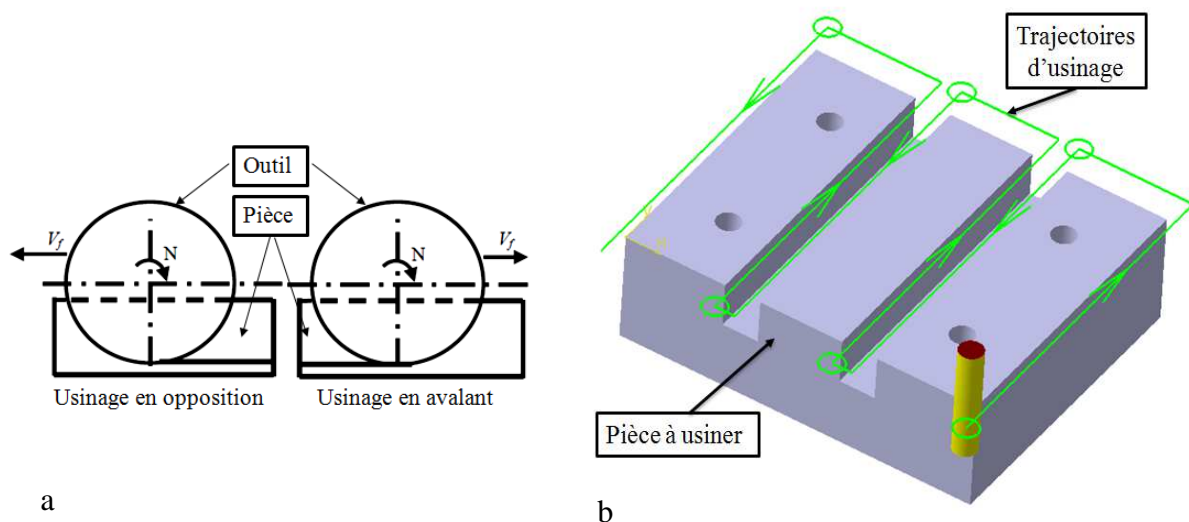 Outil
Pièce
V_f
N
N
V_f
Usinage en opposition
Usinage en avalant
a
Trajectoires
d’usinage
Pièce à usiner
b